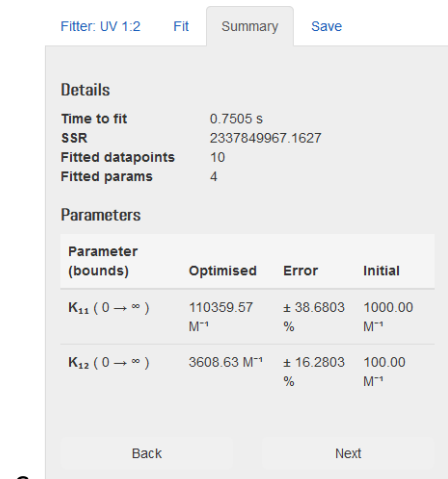 Fitter: UV 1:2 Fit Summary Save
Details
Time to fit 0.7505 s
SSR 2337849967.1627
Fitted datapoints 10
Fitted params 4
Parameters
Parameter
(bounds) Optimised Error Initial
K₁₁ ( 0 → ∞ ) 110359.57 ± 38.6803 1000.00
M⁻¹ % M⁻¹
K₁₂ ( 0 → ∞ ) 3608.63 M⁻¹ ± 16.2803 100.00
% M⁻¹
Back Next